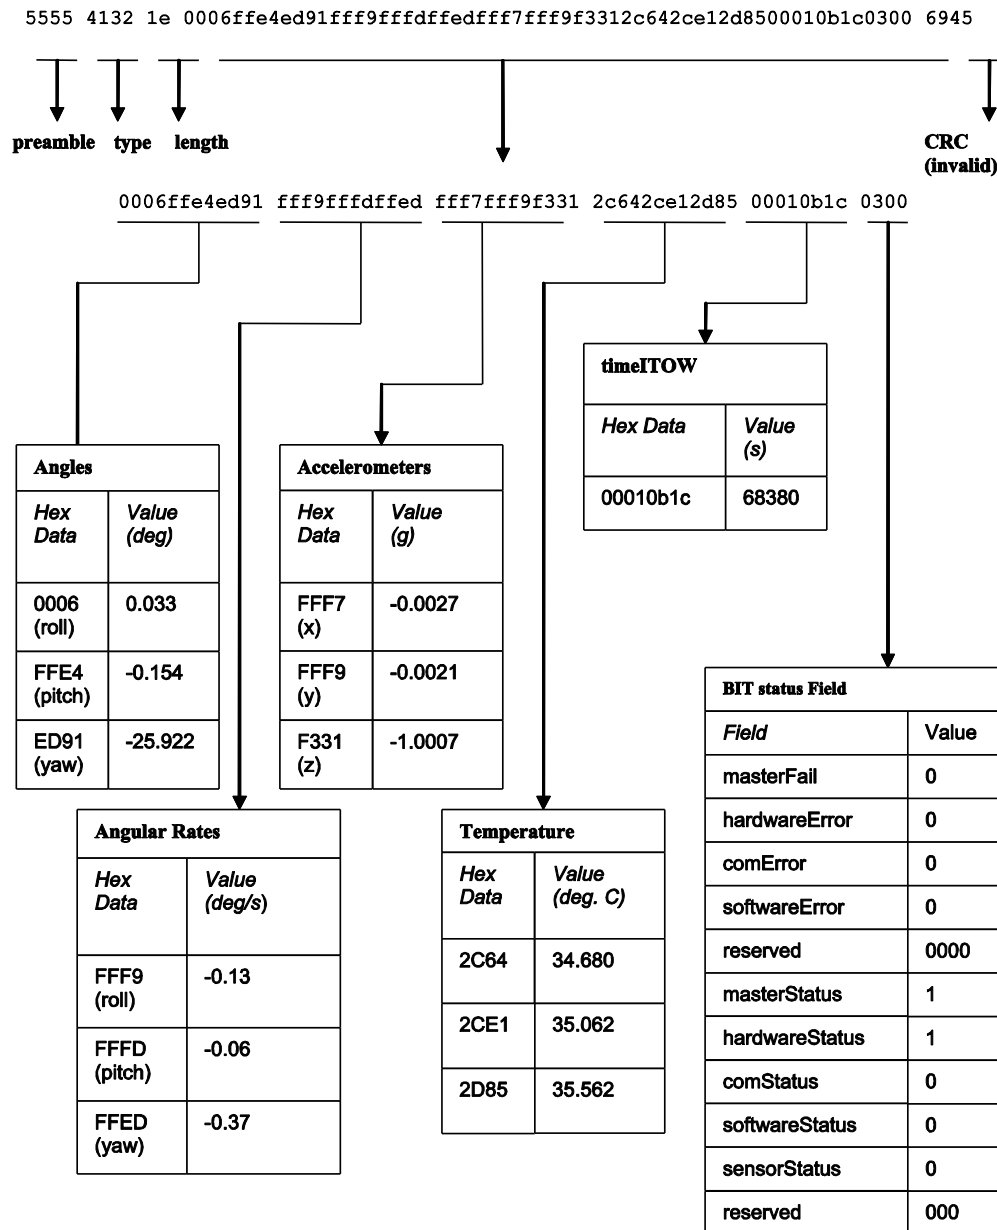 5555 4132 1e 0006ffe4ed91fff9fffdffedfff7fff9f3312c642ce12d8500010b1c0300 6945
preamble type length
CRC
(invalid)
0006ffe4ed91 fff9fffdffed fff7fff9f331 2c642ce12d85 00010b1c 0300
timeITOW
Hex Data Value
(s)
00010b1c 68380
Angles
Hex
Data
Value
(deg)
0006
(roll)
0.033
FFE4
(pitch)
-0.154
ED91
(yaw)
-25.922
Accelerometers
Hex
Data
Value
(g)
FFF7
(x)
-0.0027
FFF9
(y)
-0.0021
F331
(z)
-1.0007
Angular Rates
Hex
Data
Value
(deg/s)
FFF9
(roll)
-0.13
FFFD
(pitch)
-0.06
FFED
(yaw)
-0.37
Temperature
Hex
Data
Value
(deg. C)
2C64 34.680
2CE1 35.062
2D85 35.562
BIT status Field
Field Value
masterFail 0
hardwareError 0
comError 0
softwareError 0
reserved 0000
masterStatus 1
hardwareStatus 1
comStatus 0
softwareStatus 0
sensorStatus 0
reserved 000